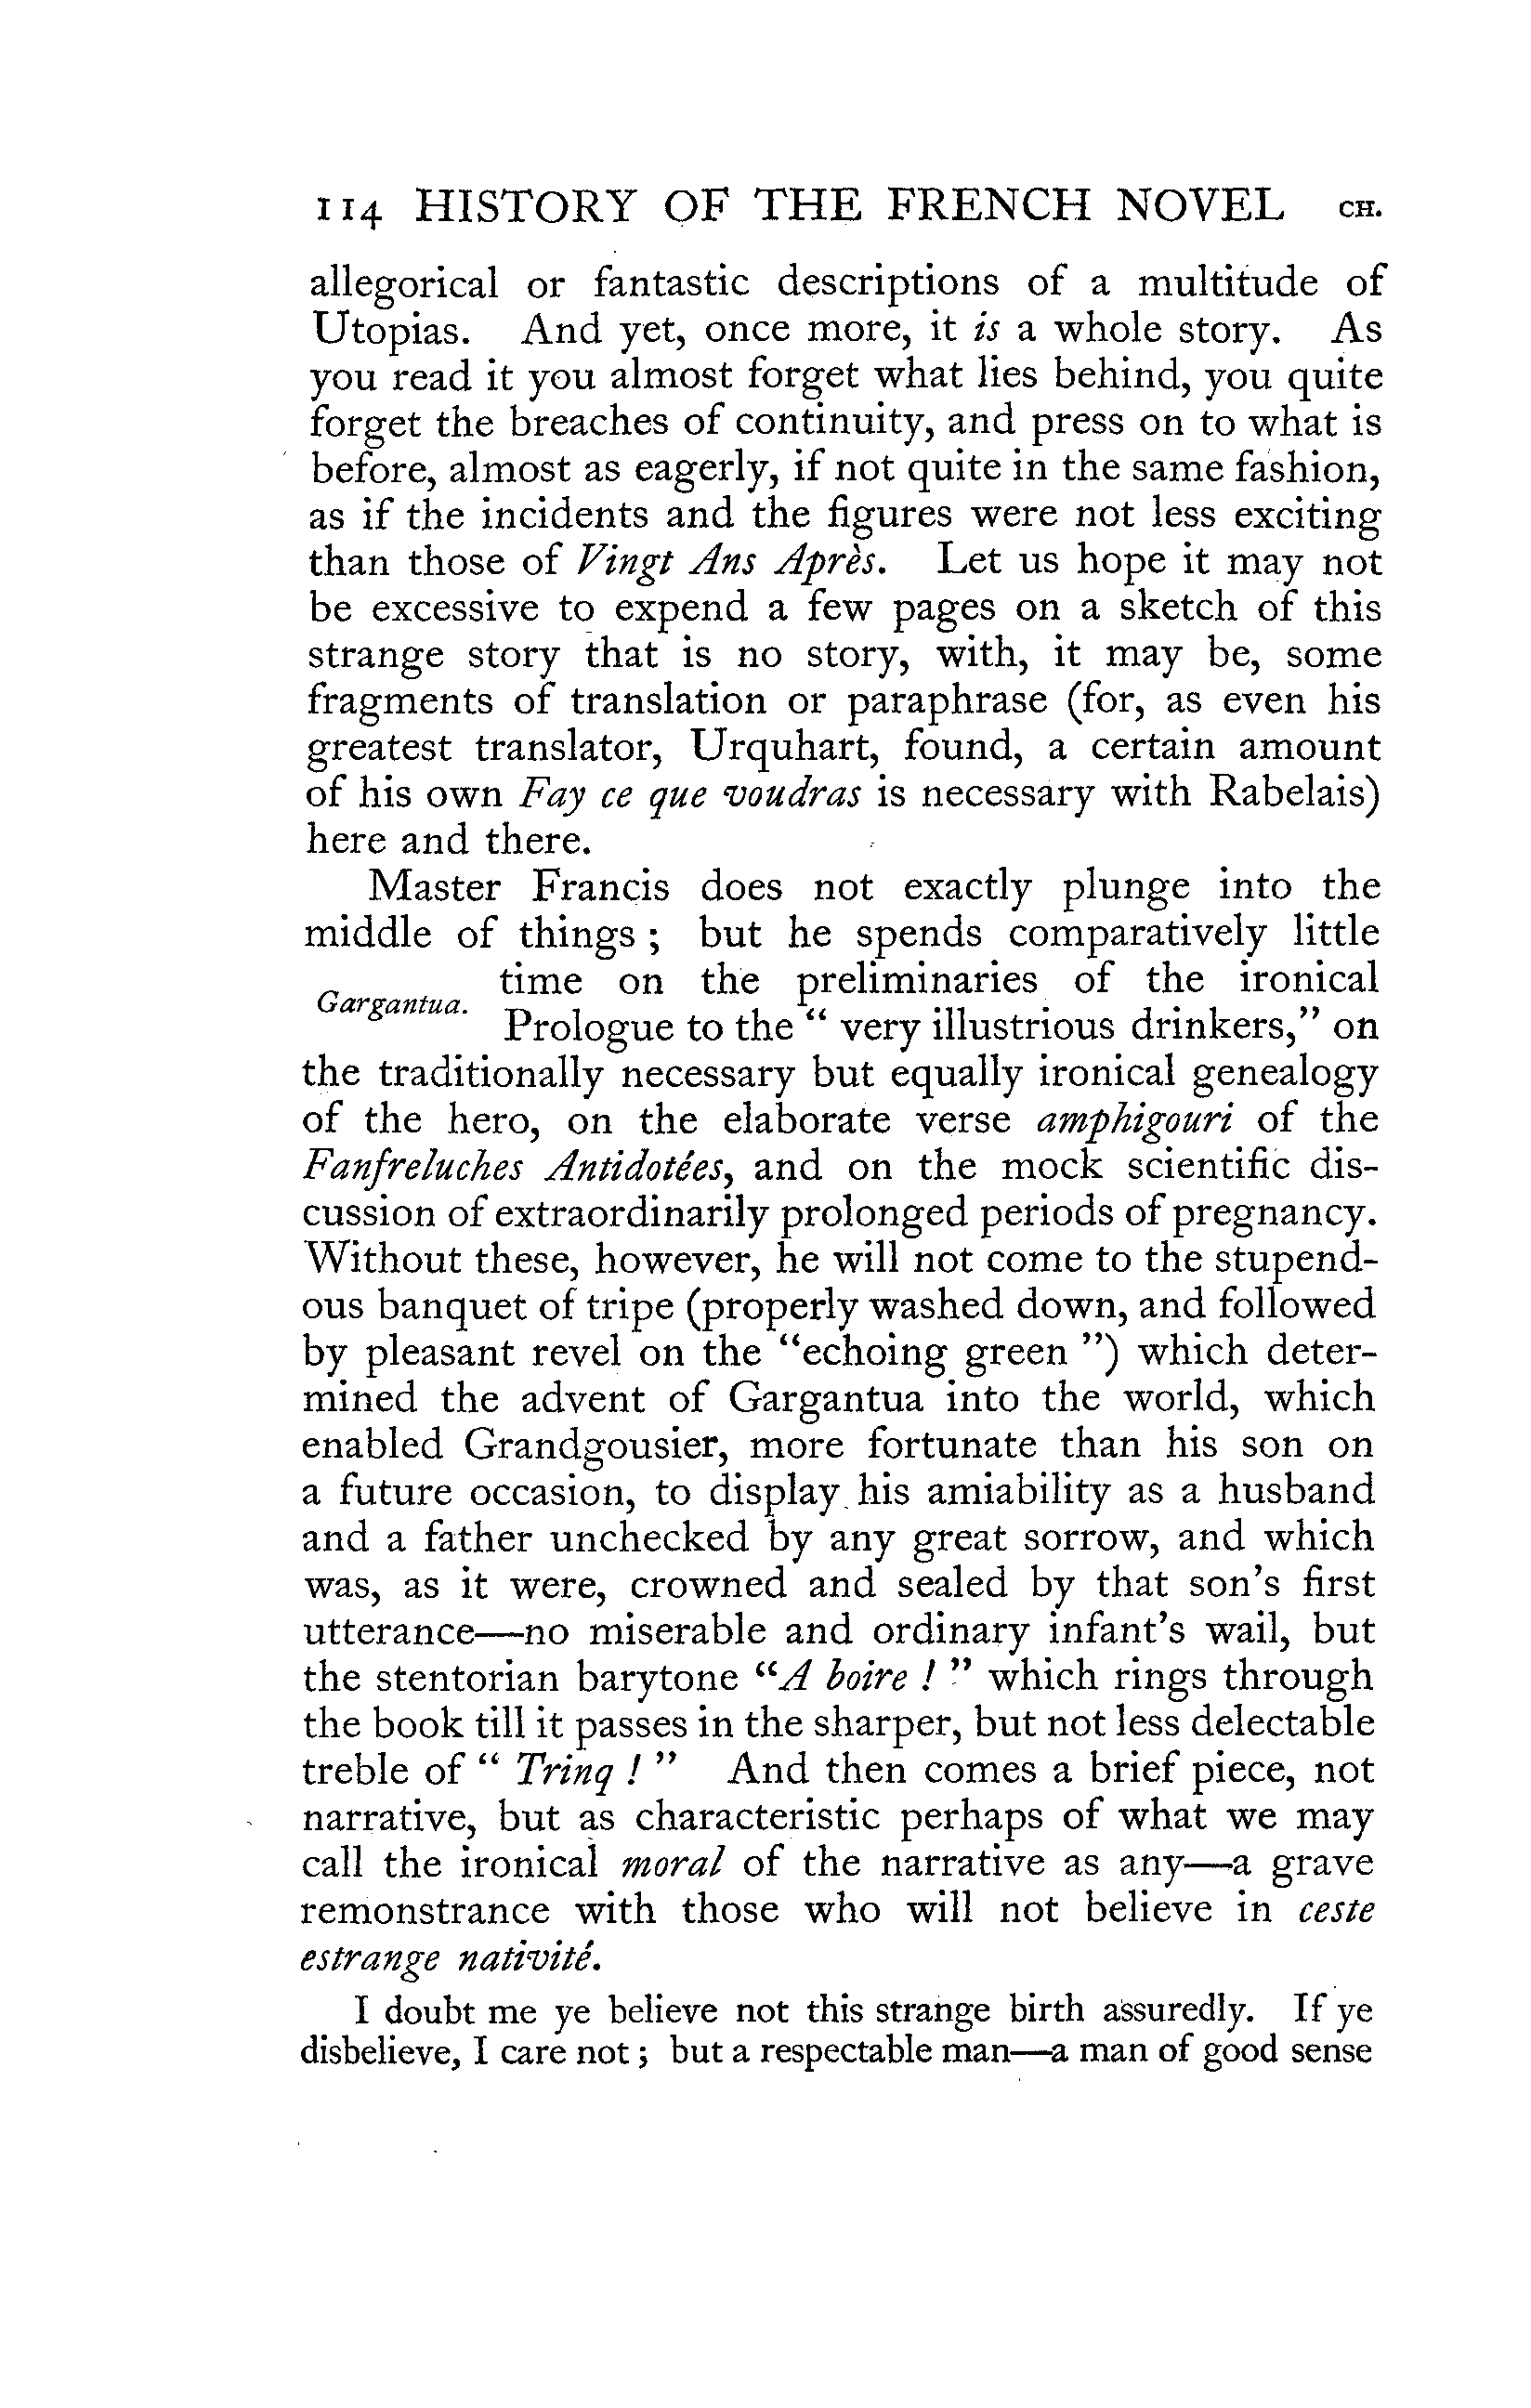 114 HISTORY OF THE FRENCH NOVEL CH.
allegorical or fantastic descriptions of a multitude of
Utopias. And yet, once more, it is a whole story. As
you read it you almost forget what lies behind, you quite
forget the breaches of continuity, and press on to what is
before, almost as eagerly, if not quite in the same fashion,
as if the incidents and the figures were not less exciting
than those of Vingt Ans Après. Let us hope it may not
be excessive to expend a few pages on a sketch of this
strange story that is no story, with, it may be, some
fragments of translation or paraphrase (for, as even his
greatest translator, Urquhart, found, a certain amount
of his own Fay ce que voudras is necessary with Rabelais)
here and there.
Master Francis does not exactly plunge into the
middle of things ; but he spends comparatively little
time on the preliminaries of the ironical
Gargantua.
Prologue to the “ very illustrious drinkers,” on
the traditionally necessary but equally ironical genealogy
of the hero, on the elaborate verse amphigouri of the
Fanfreluches Antidotées, and on the mock scientific dis-
cussion of extraordinarily prolonged periods of pregnancy.
Without these, however, he will not come to the stupend-
ous banquet of tripe (properly washed down, and followed
by pleasant revel on the “echoing green ”) which deter-
mined the advent of Gargantua into the world, which
enabled Grandgousier, more fortunate than his son on
a future occasion, to display his amiability as a husband
and a father unchecked by any great sorrow, and which
was, as it were, crowned and sealed by that son’s first
utterance—no miserable and ordinary infant’s wail, but
the stentorian barytone “A boire ! ” which rings through
the book till it passes in the sharper, but not less delectable
treble of “ Trinq ! ” And then comes a brief piece, not
narrative, but as characteristic perhaps of what we may
call the ironical moral of the narrative as any—a grave
remonstrance with those who will not believe in ceste
estrange nativité.
I doubt me ye believe not this strange birth assuredly. If ye
disbelieve, I care not ; but a respectable man—a man of good sense